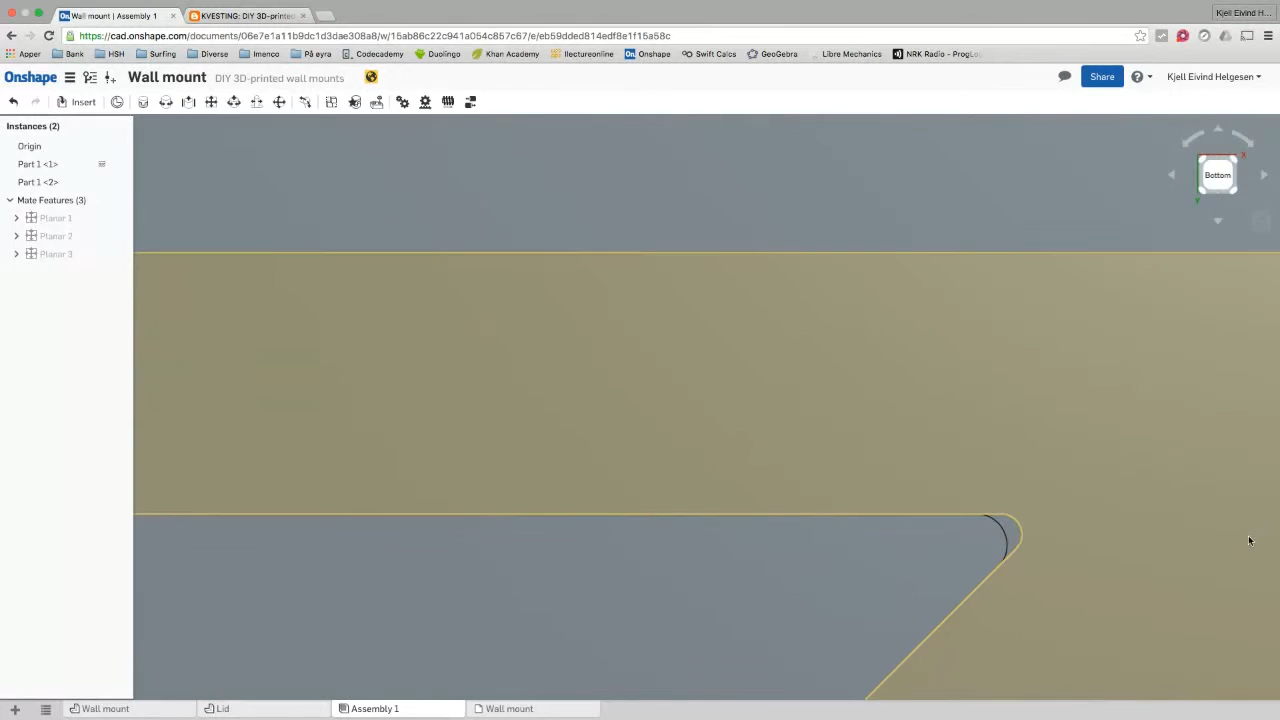 Wall mount | Assembly 1
KVESTING: DIY 3D-printed
Kjell Eivind H...
https://cad.onshape.com/documents/06e7e1a11b9dc1d3dae308a8/w/15ab86c22c941a054c857c67/e/eb59dded814edf8e1f15a58c
Apper Bank HSH Surfing Diverse Imenco På øyra Codecademy Duolingo Khan Academy Ilectureonline Onshape Swift Calcs GeoGebra Libre Mechanics NRK Radio - Prog
Onshape Wall mount DIY 3D-printed wall mounts Share Kjell Eivind Helgesen
Insert
Instances (2)
Origin
Part 1 <1>
Part 1 <2>
Mate Features (3)
Planar 1
Planar 2
Planar 3
X
Bottom
Y
Wall mount Lid Assembly 1 Wall mount